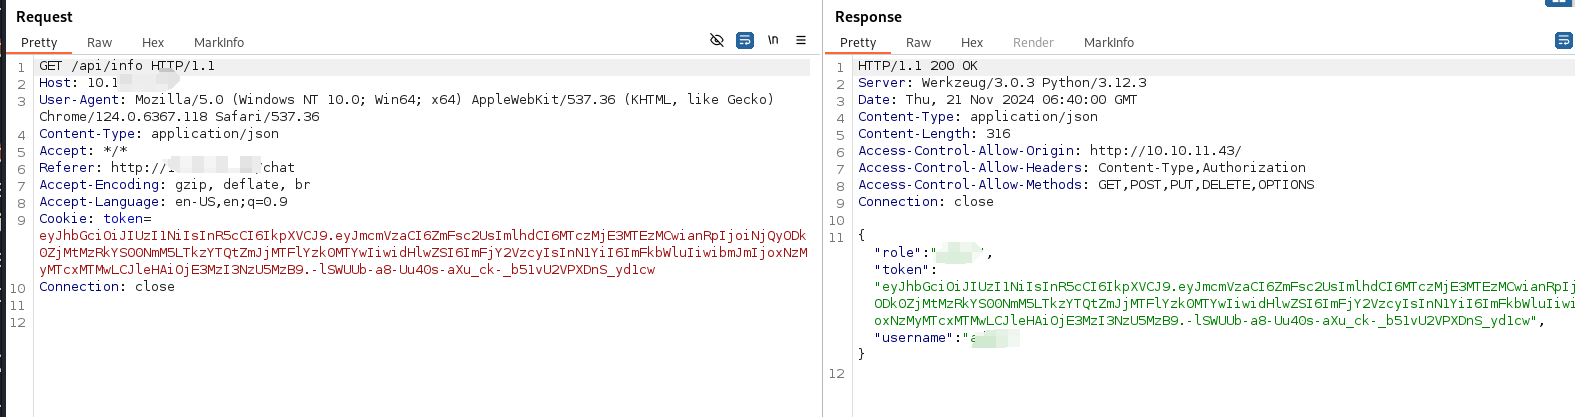 Request
Pretty Raw Hex MarkInfo \n
1 GET /api/info HTTP/1.1
2 Host: 10.1
3 User-Agent: Mozilla/5.0 (Windows NT 10.0; Win64; x64) AppleWebKit/537.36 (KHTML, like Gecko)
Chrome/124.0.6367.118 Safari/537.36
4 Content-Type: application/json
5 Accept: */*
6 Referer: http://1 /chat
7 Accept-Encoding: gzip, deflate, br
8 Accept-Language: en-US,en;q=0.9
9 Cookie: token=
eyJhbGciOiJIUzI1NiIsInR5cCI6IkpXVCJ9.eyJmcmVzaCI6ZmFsc2UsImlhdCI6MTczMjE3MTEzMCwianRpIjoiNjQyODk
0ZjMtMzRkYS00NmM5LTkzYTQtZmJjMTFlYzk0MTYwIiwidHlwZSI6ImFjY2VzcyIsInN1YiI6ImFkbWluIiwibmJmIjoxNzM
yMTcxMTMwLCJleHAiOjE3MzI3NzU5MzB9.-lSWUUb-a8-Uu40s-aXu_ck-_b51vU2VPXDnS_yd1cw
10 Connection: close
11
12
Response
Pretty Raw Hex Render MarkInfo
1 HTTP/1.1 200 OK
2 Server: Werkzeug/3.0.3 Python/3.12.3
3 Date: Thu, 21 Nov 2024 06:40:00 GMT
4 Content-Type: application/json
5 Content-Length: 316
6 Access-Control-Allow-Origin: http://10.10.11.43/
7 Access-Control-Allow-Headers: Content-Type,Authorization
8 Access-Control-Allow-Methods: GET,POST,PUT,DELETE,OPTIONS
9 Connection: close
10
11 {
"role":" ",
"token":
"eyJhbGciOiJIUzI1NiIsInR5cCI6IkpXVCJ9.eyJmcmVzaCI6ZmFsc2UsImlhdCI6MTczMjE3MTEzMCwianRpIj
ODk0ZjMtMzRkYS00NmM5LTkzYTQtZmJjMTFlYzk0MTYwIiwidHlwZSI6ImFjY2VzcyIsInN1YiI6ImFkbWluIiwi
oxNzMyMTcxMTMwLCJleHAiOjE3MzI3NzU5MzB9.-lSWUUb-a8-Uu40s-aXu_ck-_b51vU2VPXDnS_yd1cw",
"username":"a
}
12